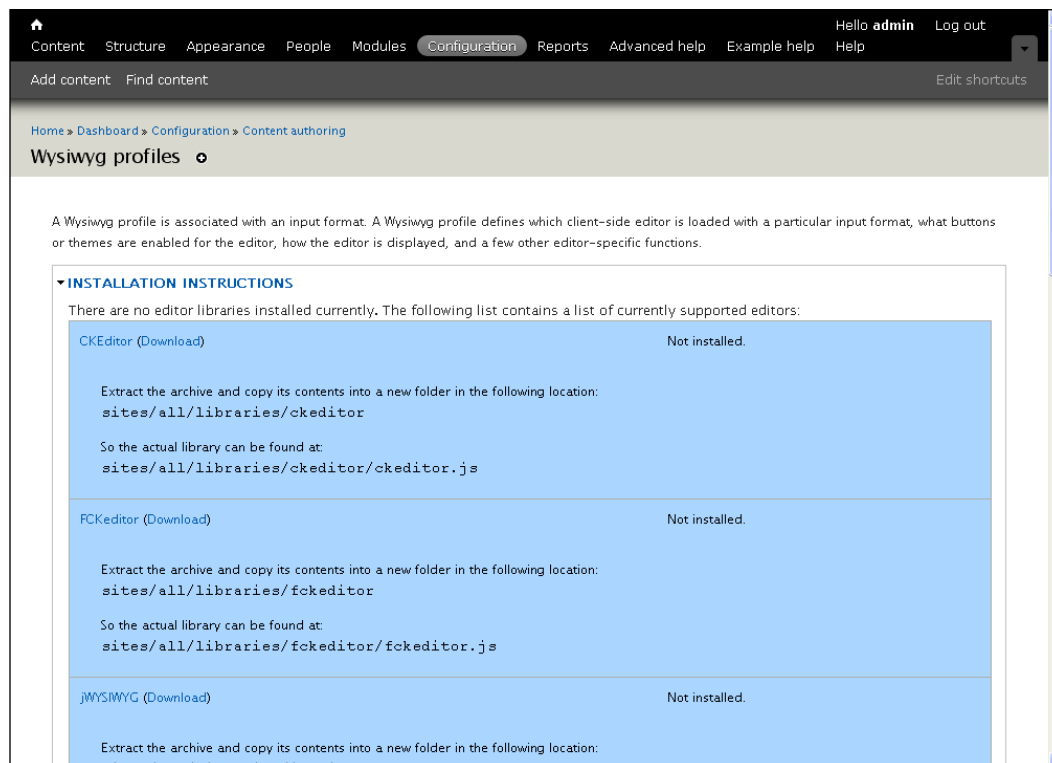 Hello admin Log out
Content Structure Appearance People Modules Configuration Reports Advanced help Example help Help
Add content Find content Edit shortcuts
Home » Dashboard » Configuration » Content authoring
Wysiwyg profiles
A Wysiwyg profile is associated with an input format. A Wysiwyg profile defines which client-side editor is loaded with a particular input format, what buttons
or themes are enabled for the editor, how the editor is displayed, and a few other editor-specific functions.
INSTALLATION INSTRUCTIONS
There are no editor libraries installed currently. The following list contains a list of currently supported editors:
CKEditor (Download) Not installed.
Extract the archive and copy its contents into a new folder in the following location:
sites/all/libraries/ckeditor
So the actual library can be found at:
sites/all/libraries/ckeditor/ckeditor.js
FCKeditor (Download) Not installed.
Extract the archive and copy its contents into a new folder in the following location:
sites/all/libraries/fckeditor
So the actual library can be found at:
sites/all/libraries/fckeditor/fckeditor.js
jWYSIWYG (Download) Not installed.
Extract the archive and copy its contents into a new folder in the following location: